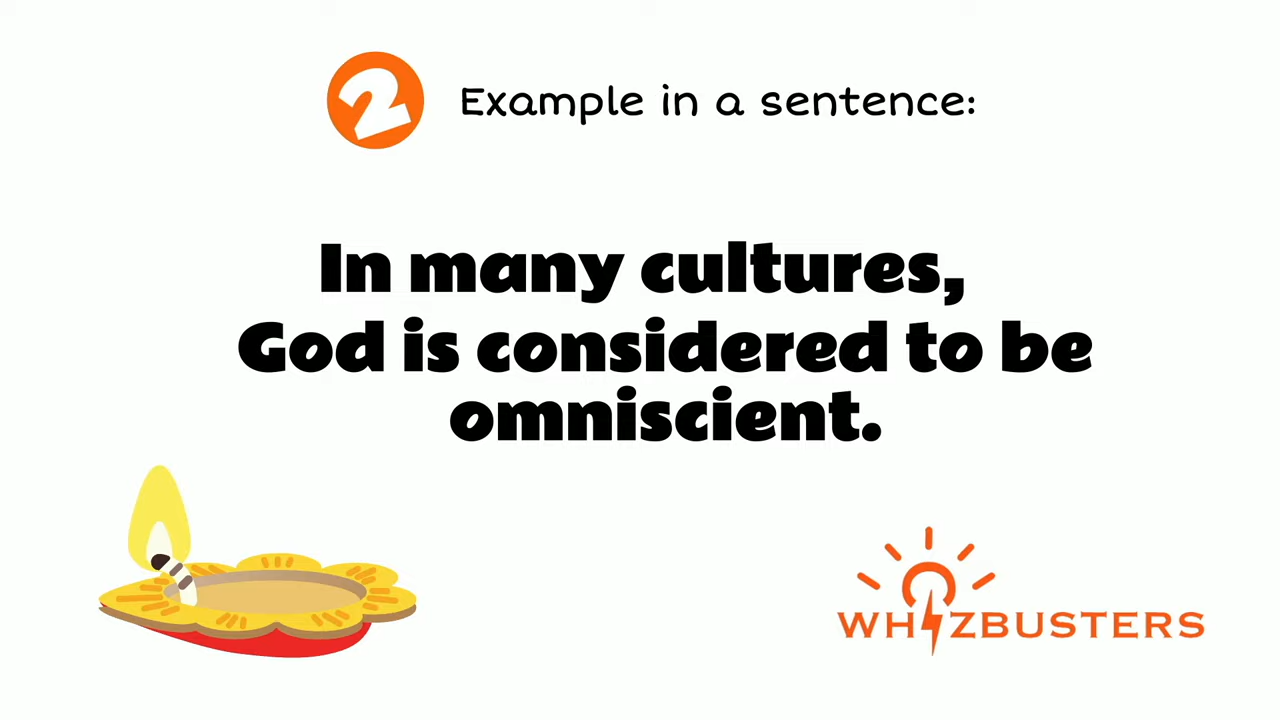 2 Example in a sentence:
In many cultures,
God is considered to be
omniscient.
WHIZBUSTERS